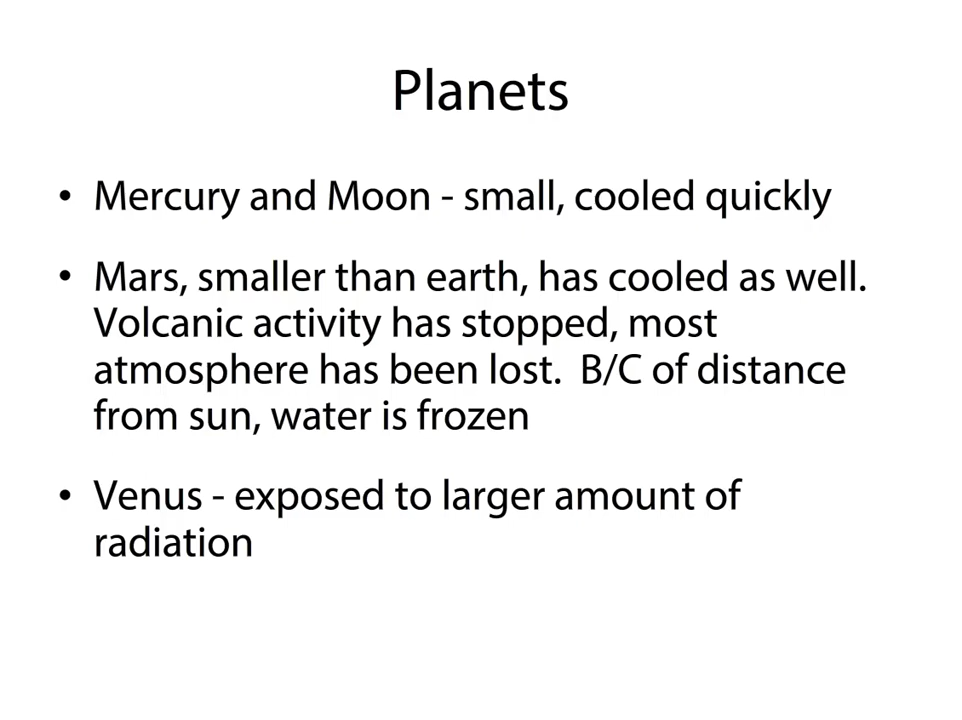 Planets
• Mercury and Moon - small, cooled quickly
• Mars, smaller than earth, has cooled as well.
Volcanic activity has stopped, most
atmosphere has been lost.  B/C of distance
from sun, water is frozen
• Venus - exposed to larger amount of
radiation